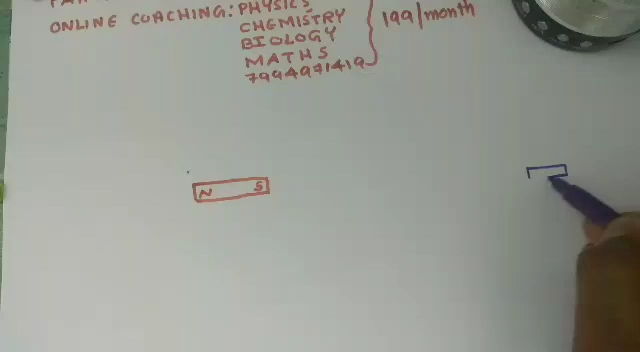 ONLINE COACHING: PHYSICS
CHEMISTRY
BIOLOGY
MATHS
7994971419
199/month
N S